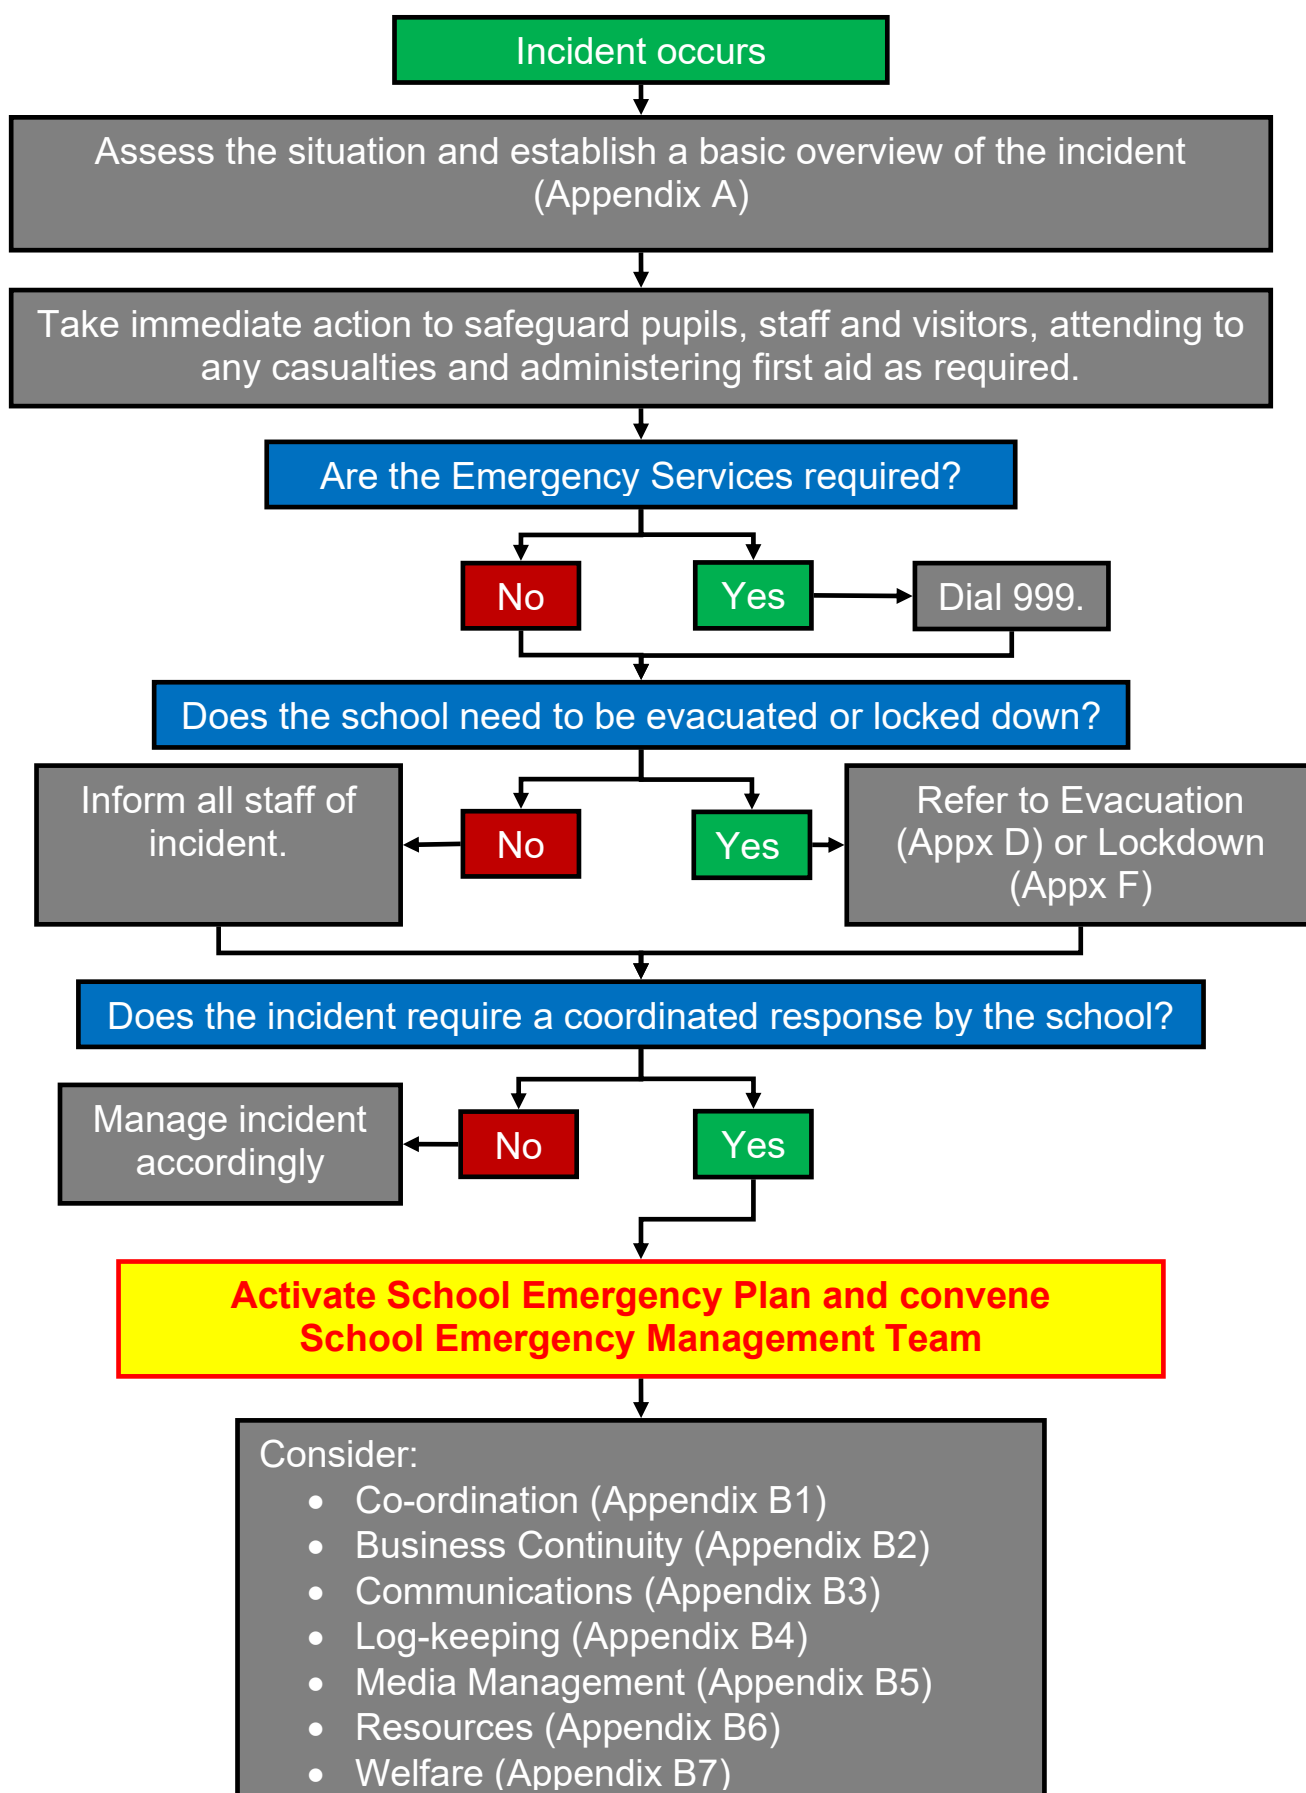 Incident occurs
Assess the situation and establish a basic overview of the incident
(Appendix A)
Take immediate action to safeguard pupils, staff and visitors, attending to
any casualties and administering first aid as required.
Are the Emergency Services required?
No
Yes
Dial 999.
Does the school need to be evacuated or locked down?
Inform all staff of
incident.
No
Yes
Refer to Evacuation
(Appx D) or Lockdown
(Appx F)
Does the incident require a coordinated response by the school?
Manage incident
accordingly
No
Yes
Activate School Emergency Plan and convene
School Emergency Management Team
Consider:
• Co-ordination (Appendix B1)
• Business Continuity (Appendix B2)
• Communications (Appendix B3)
• Log-keeping (Appendix B4)
• Media Management (Appendix B5)
• Resources (Appendix B6)
• Welfare (Appendix B7)